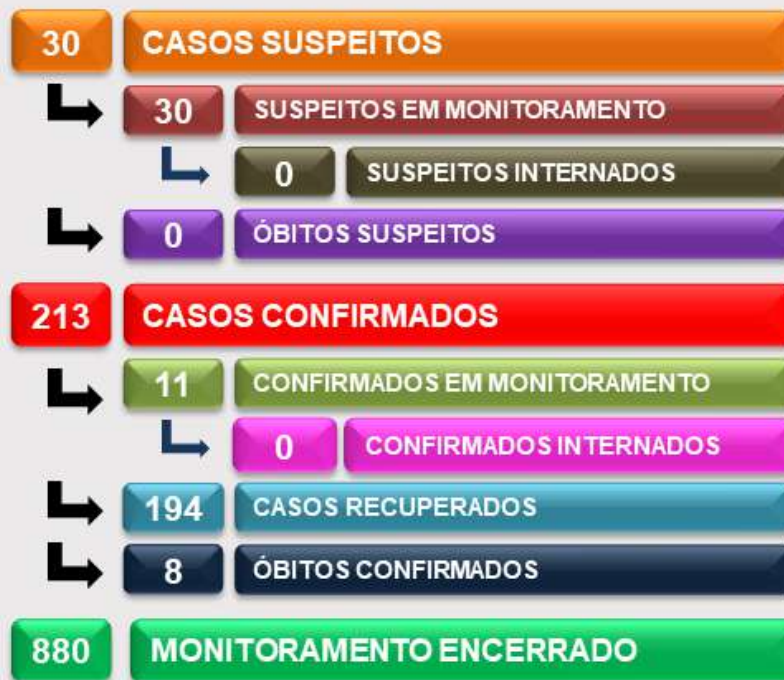 30 CASOS SUSPEITOS
30 SUSPEITOS EM MONITORAMENTO
0 SUSPEITOS INTERNADOS
0 ÓBITOS SUSPEITOS
213 CASOS CONFIRMADOS
11 CONFIRMADOS EM MONITORAMENTO
0 CONFIRMADOS INTERNADOS
194 CASOS RECUPERADOS
8 ÓBITOS CONFIRMADOS
880 MONITORAMENTO ENCERRADO